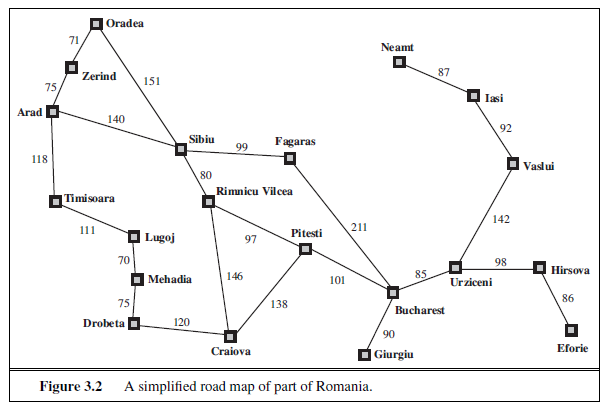 Oradea
71
Neamt
Zerind
87
75
151
Iasi
Arad
140
92
Sibiu
99
Fagaras
118
Vaslui
80
Rimnicu Vilcea
Timisoara
142
111
Lugoj
97
Pitesti
211
70
98
Hirsova
Mehadia
146
101
85
Urziceni
75
138
86
Bucharest
Drobeta
120
90
Craiova
Giurgiu
Eforie
Figure 3.2 A simplified road map of part of Romania.